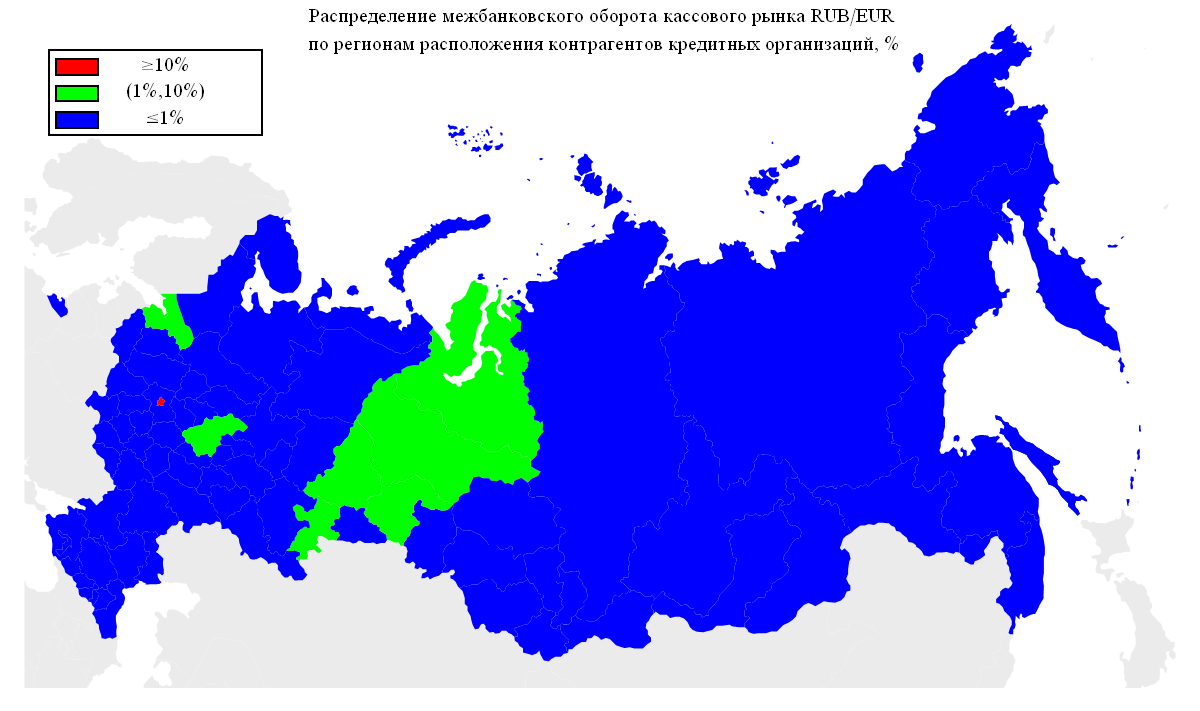 Распределение межбанковского оборота кассового рынка RUB/EUR
по регионам расположения контрагентов кредитных организаций, %
≥10%
(1%,10%)
≤1%